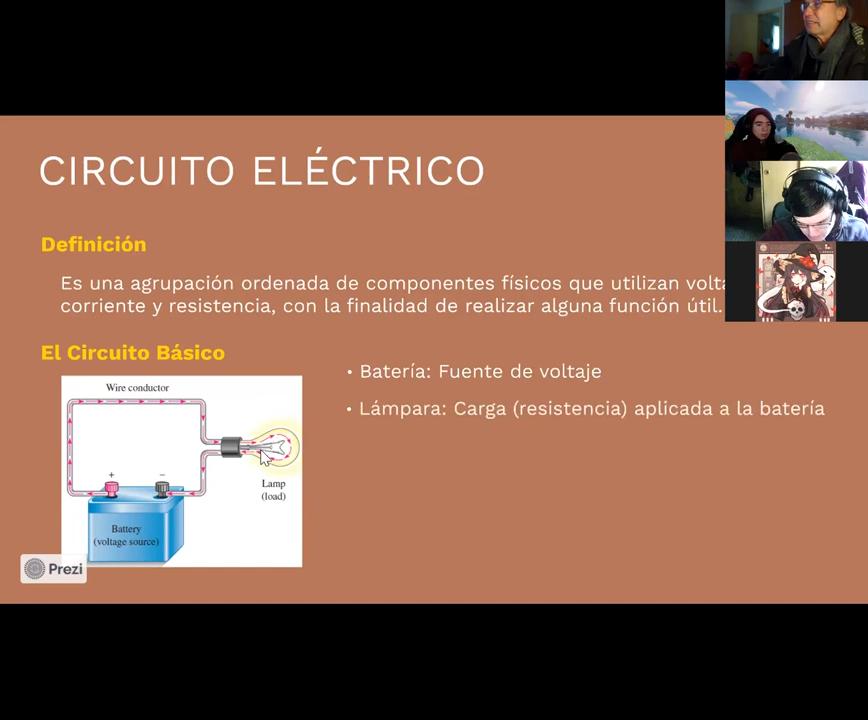 CIRCUITO ELÉCTRICO
Definición
Es una agrupación ordenada de componentes físicos que utilizan
corriente y resistencia, con la finalidad de realizar alguna función útil.
El Circuito Básico
Wire conductor
+ −
Lamp
(load)
Battery
(voltage source)
Prezi
• Batería: Fuente de voltaje
• Lámpara: Carga (resistencia) aplicada a la batería